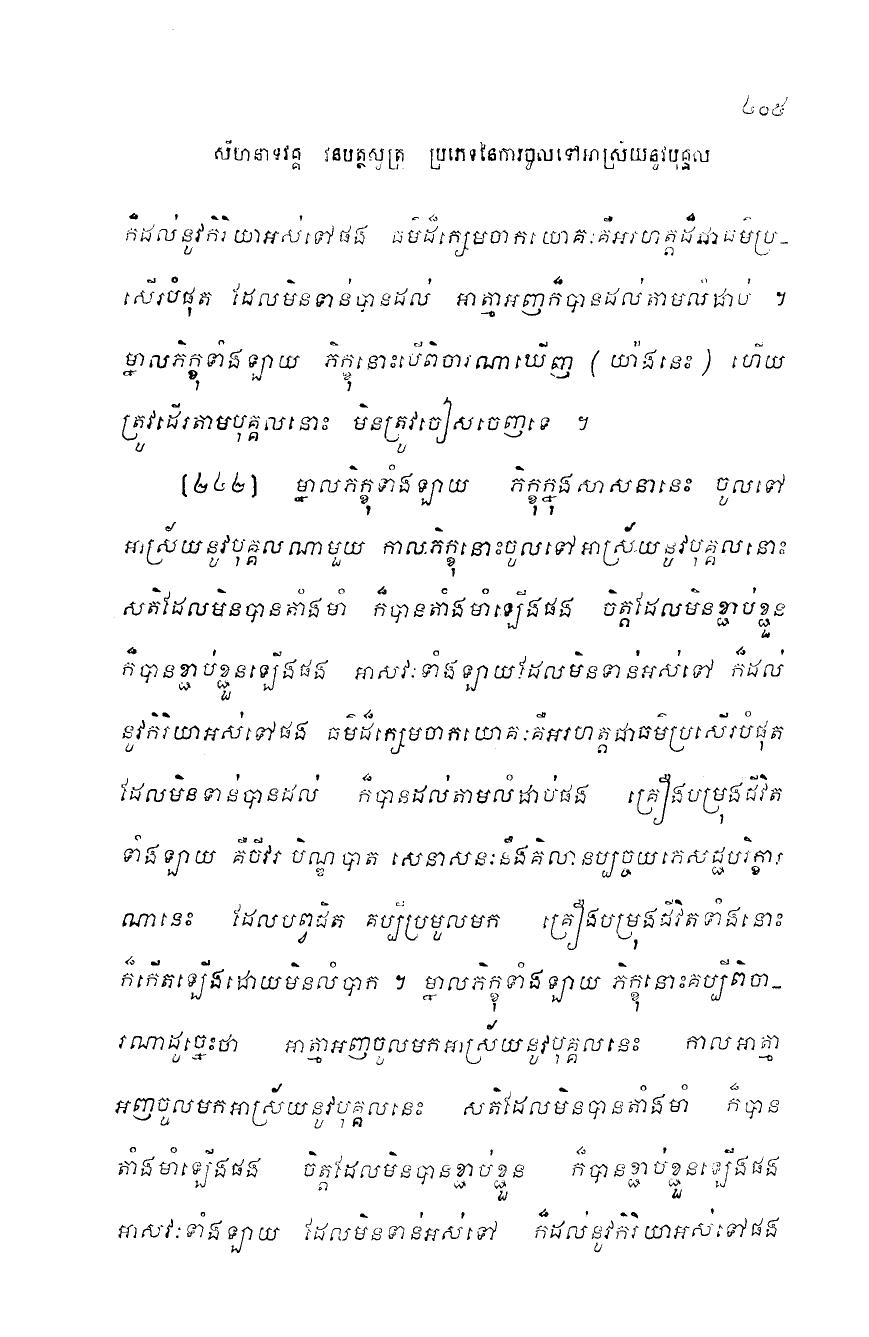 ៤០៥
សីហនាទវគ្គ វនបត្ថសូត្រ ប្រភេទនៃការចូលទៅអាស្រ័យនូវបុគ្គល
ក៏ដល់នូវកិរិយាអស់ទៅផង ធម៌ដ៏ក្សេមចាកយោគៈគឺអរហត្តដ៏ជាធម៌ប្រ-
សើរបំផុត ដែលមិនទាន់បានដល់ អាត្មាអញក៏បានដល់តាមលំដាប់ ។
ម្នាលភិក្ខុទាំងឡាយ ភិក្ខុនោះបើពិចារណាឃើញ (យ៉ាងនេះ) ហើយ
ត្រូវដើរតាមបុគ្គលនោះ មិនត្រូវចៀសចេញទេ ។
[២៤២] ម្នាលភិក្ខុទាំងឡាយ ភិក្ខុក្នុងសាសនានេះ ចូលទៅ
អាស្រ័យនូវបុគ្គលណាមួយ កាលភិក្ខុនោះចូលទៅអាស្រ័យនូវបុគ្គលនោះ
សតិដែលមិនបានតាំងមាំ ក៏បានតាំងមាំឡើងផង ចិត្តដែលមិនខ្ជាប់ខ្ជួន
ក៏បានខ្ជាប់ខ្ជួនឡើងផង អាសវៈទាំងឡាយដែលមិនទាន់អស់ទៅ ក៏ដល់
នូវកិរិយាអស់ទៅផង ធម៌ដ៏ក្សេមចាកយោគៈគឺអរហត្តជាធម៌ប្រសើរបំផុត
ដែលមិនទាន់បានដល់ ក៏បានដល់តាមលំដាប់ផង គ្រឿងបម្រុងជីវិត
ទាំងឡាយ គឺចីវរ បិណ្ឌបាត សេនាសនៈនឹងគិលានប្បច្ចយភេសជ្ជបរិក្ខារ
ណានេះ ដែលបព្វជិត គប្បីប្រមូលមក គ្រឿងបម្រុងជីវិតទាំងនោះ
ក៏កើតឡើងដោយមិនលំបាក ។ ម្នាលភិក្ខុទាំងឡាយ ភិក្ខុនោះគប្បីពិចា-
រណាដូច្នេះថា អាត្មាអញចូលមកអាស្រ័យនូវបុគ្គលនេះ កាលអាត្មា
អញចូលមកអាស្រ័យនូវបុគ្គលនេះ សតិដែលមិនបានតាំងមាំ ក៏បាន
តាំងមាំឡើងផង ចិត្តដែលមិនបានខ្ជាប់ខ្ជួន ក៏បានខ្ជាប់ខ្ជួនឡើងផង
អាសវៈទាំងឡាយ ដែលមិនទាន់អស់ទៅ ក៏ដល់នូវកិរិយាអស់ទៅផង